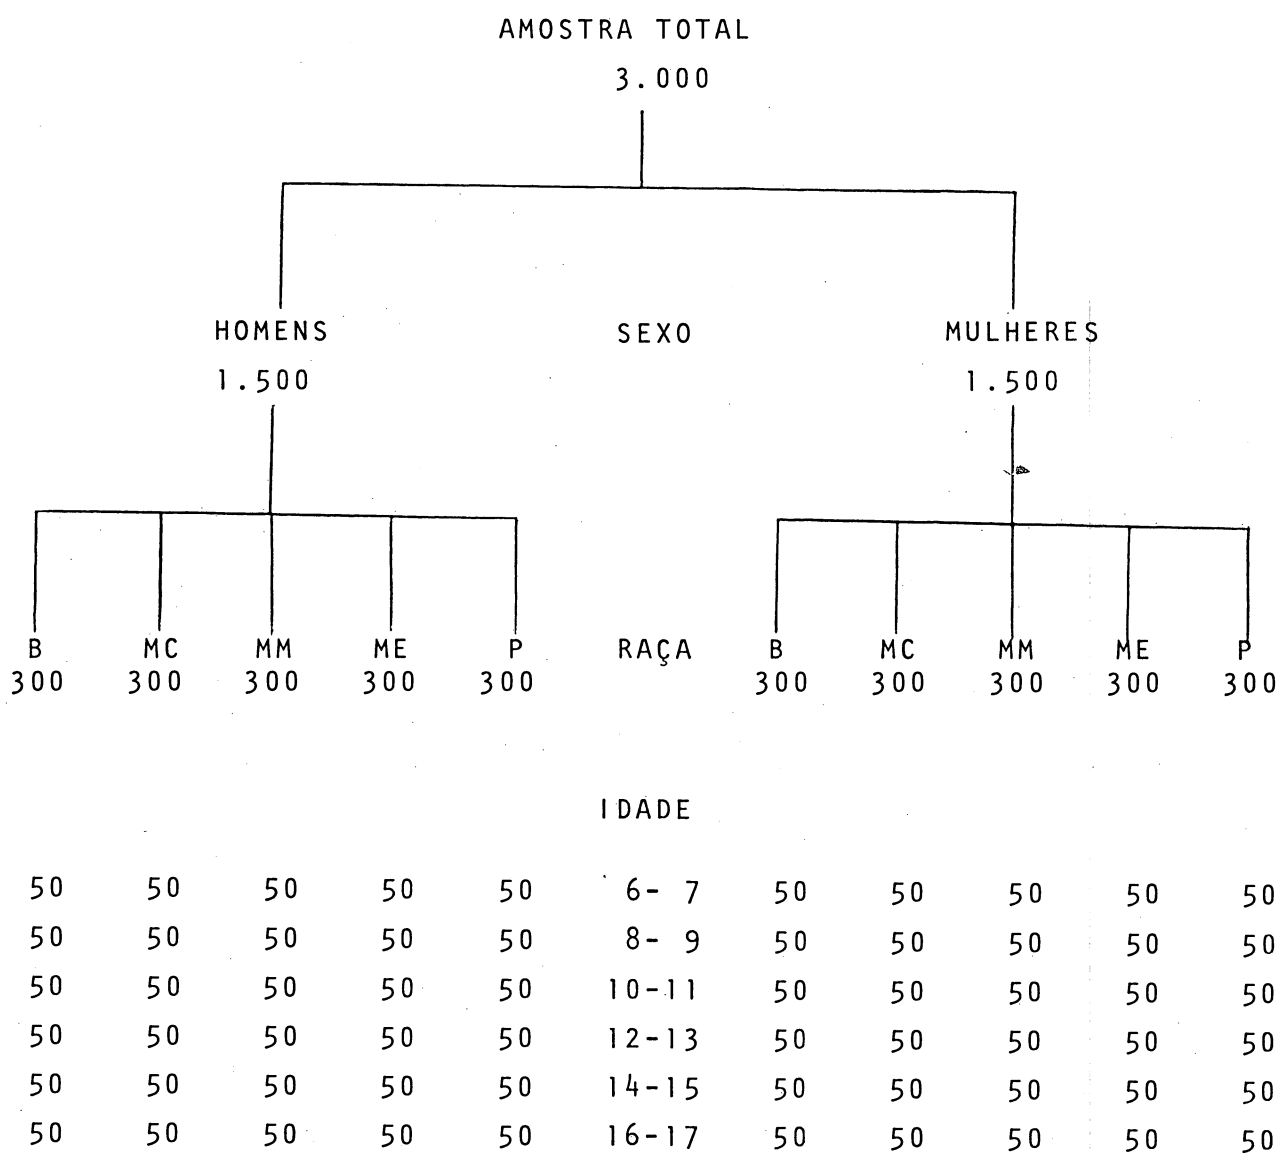 AMOSTRA TOTAL
3.000
HOMENS SEXO MULHERES
1.500 1.500
B MC MM ME P RAÇA B MC MM ME P
300 300 300 300 300 300 300 300 300 300
IDADE
50 50 50 50 50 6- 7 50 50 50 50 50
50 50 50 50 50 8- 9 50 50 50 50 50
50 50 50 50 50 10-11 50 50 50 50 50
50 50 50 50 50 12-13 50 50 50 50 50
50 50 50 50 50 14-15 50 50 50 50 50
50 50 50 50 50 16-17 50 50 50 50 50